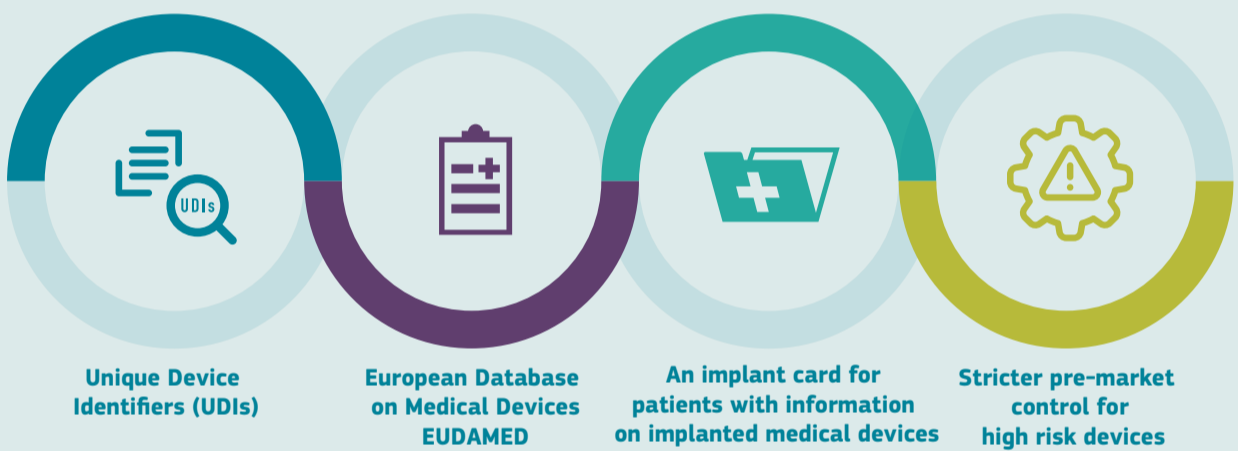 UDIs
Unique Device
Identifiers (UDIs)
European Database
on Medical Devices
EUDAMED
An implant card for
patients with information
on implanted medical devices
Stricter pre-market
control for
high risk devices